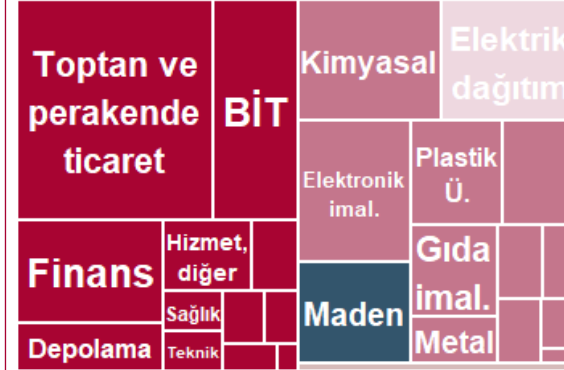 Toptan ve
perakende
ticaret
BİT
Kimyasal
Elektrik
dağıtım
Elektronik
imal.
Plastik
Ü.
Finans
Hizmet,
diğer
Sağlık
Gıda
imal.
Maden
Depolama
Teknik
Metal